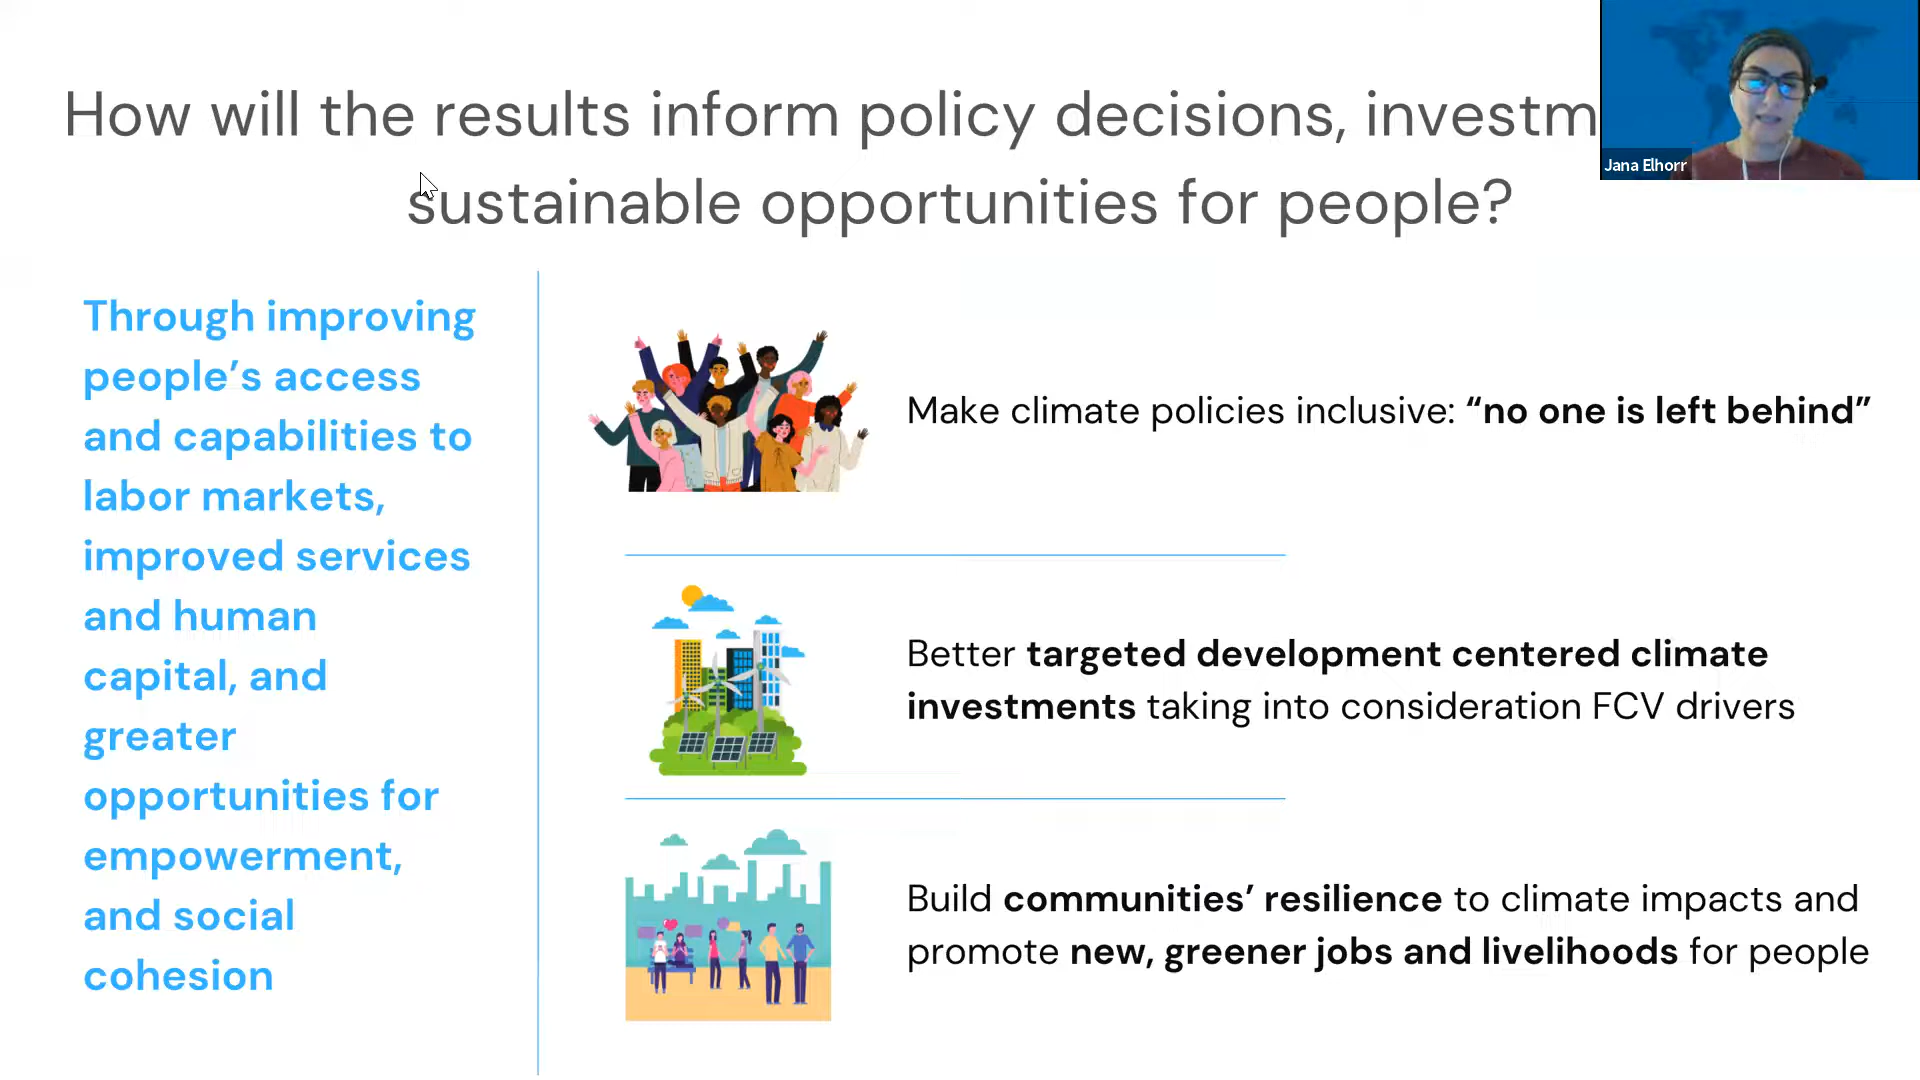 How will the results inform policy decisions, investm
sustainable opportunities for people?
Jana Elhorr
Through improving
people’s access
and capabilities to
labor markets,
improved services
and human
capital, and
greater
opportunities for
empowerment,
and social
cohesion
Make climate policies inclusive: “no one is left behind”
Better targeted development centered climate
investments taking into consideration FCV drivers
Build communities’ resilience to climate impacts and
promote new, greener jobs and livelihoods for people